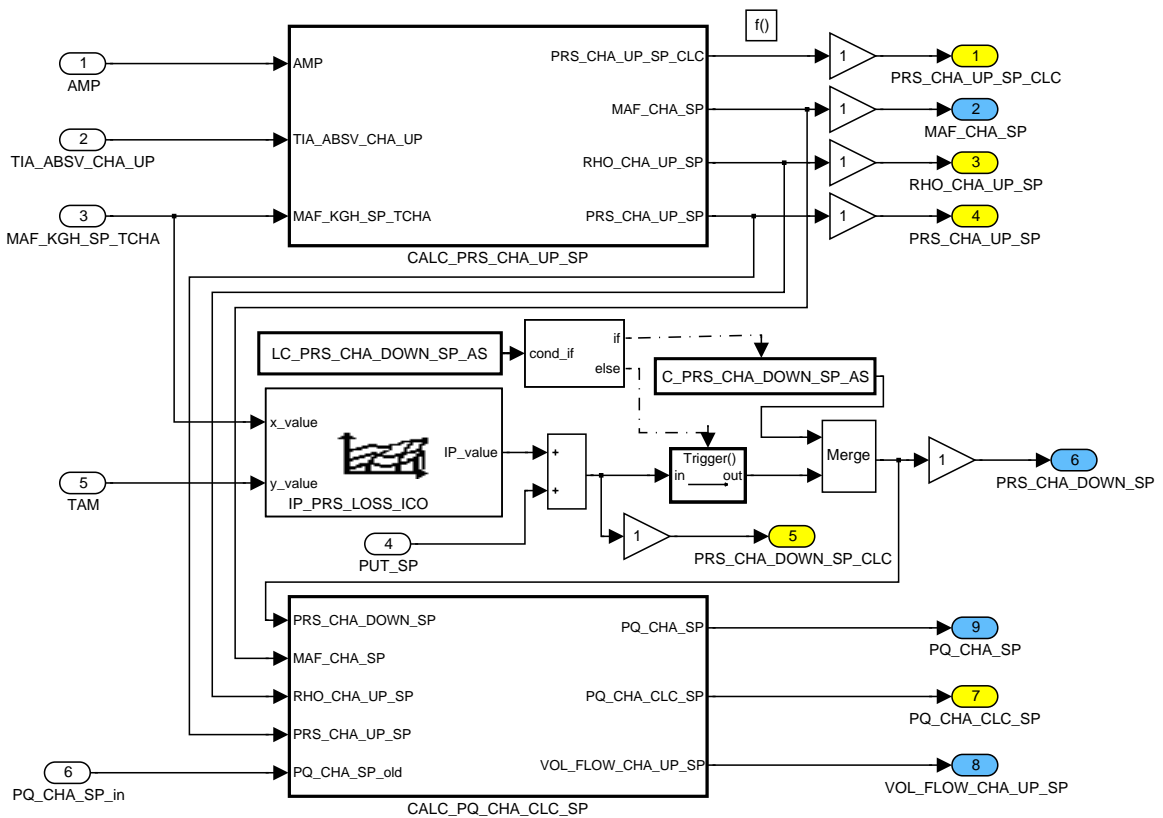 f()
1
AMP
2
TIA_ABSV_CHA_UP
3
MAF_KGH_SP_TCHA
AMP
TIA_ABSV_CHA_UP
MAF_KGH_SP_TCHA
PRS_CHA_UP_SP_CLC
MAF_CHA_SP
RHO_CHA_UP_SP
PRS_CHA_UP_SP
CALC_PRS_CHA_UP_SP
1
1
PRS_CHA_UP_SP_CLC
1
2
MAF_CHA_SP
1
3
RHO_CHA_UP_SP
1
4
PRS_CHA_UP_SP
LC_PRS_CHA_DOWN_SP_AS
cond_if
if
else
C_PRS_CHA_DOWN_SP_AS
x_value
y_value
IP_value
IP_PRS_LOSS_ICO
5
TAM
4
PUT_SP
+
+
Trigger()
in
out
Merge
1
6
PRS_CHA_DOWN_SP
1
5
PRS_CHA_DOWN_SP_CLC
PRS_CHA_DOWN_SP
MAF_CHA_SP
RHO_CHA_UP_SP
PRS_CHA_UP_SP
PQ_CHA_SP_old
PQ_CHA_SP
PQ_CHA_CLC_SP
VOL_FLOW_CHA_UP_SP
CALC_PQ_CHA_CLC_SP
6
PQ_CHA_SP_in
9
PQ_CHA_SP
7
PQ_CHA_CLC_SP
8
VOL_FLOW_CHA_UP_SP